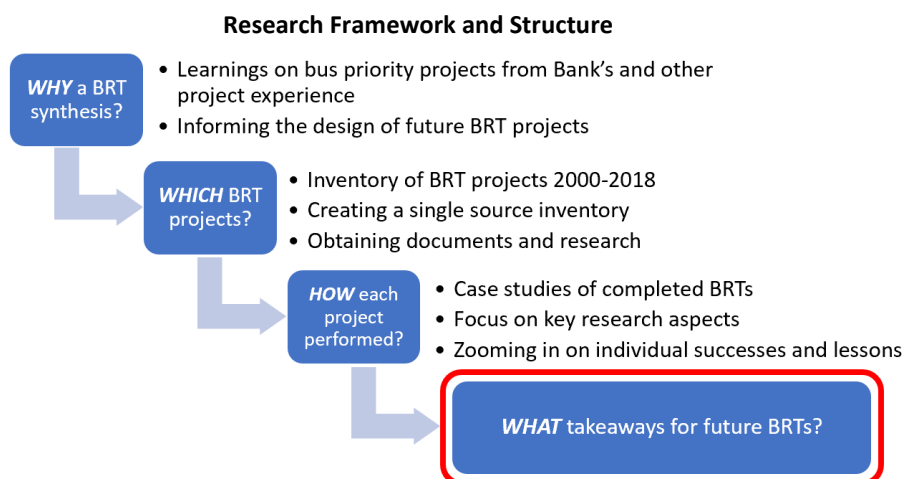 Research Framework and Structure
WHY a BRT
synthesis?
• Learnings on bus priority projects from Bank's and other
project experience
• Informing the design of future BRT projects
WHICH BRT
projects?
• Inventory of BRT projects 2000-2018
• Creating a single source inventory
• Obtaining documents and research
HOW each
project
performed?
• Case studies of completed BRTs
• Focus on key research aspects
• Zooming in on individual successes and lessons
WHAT takeaways for future BRTs?